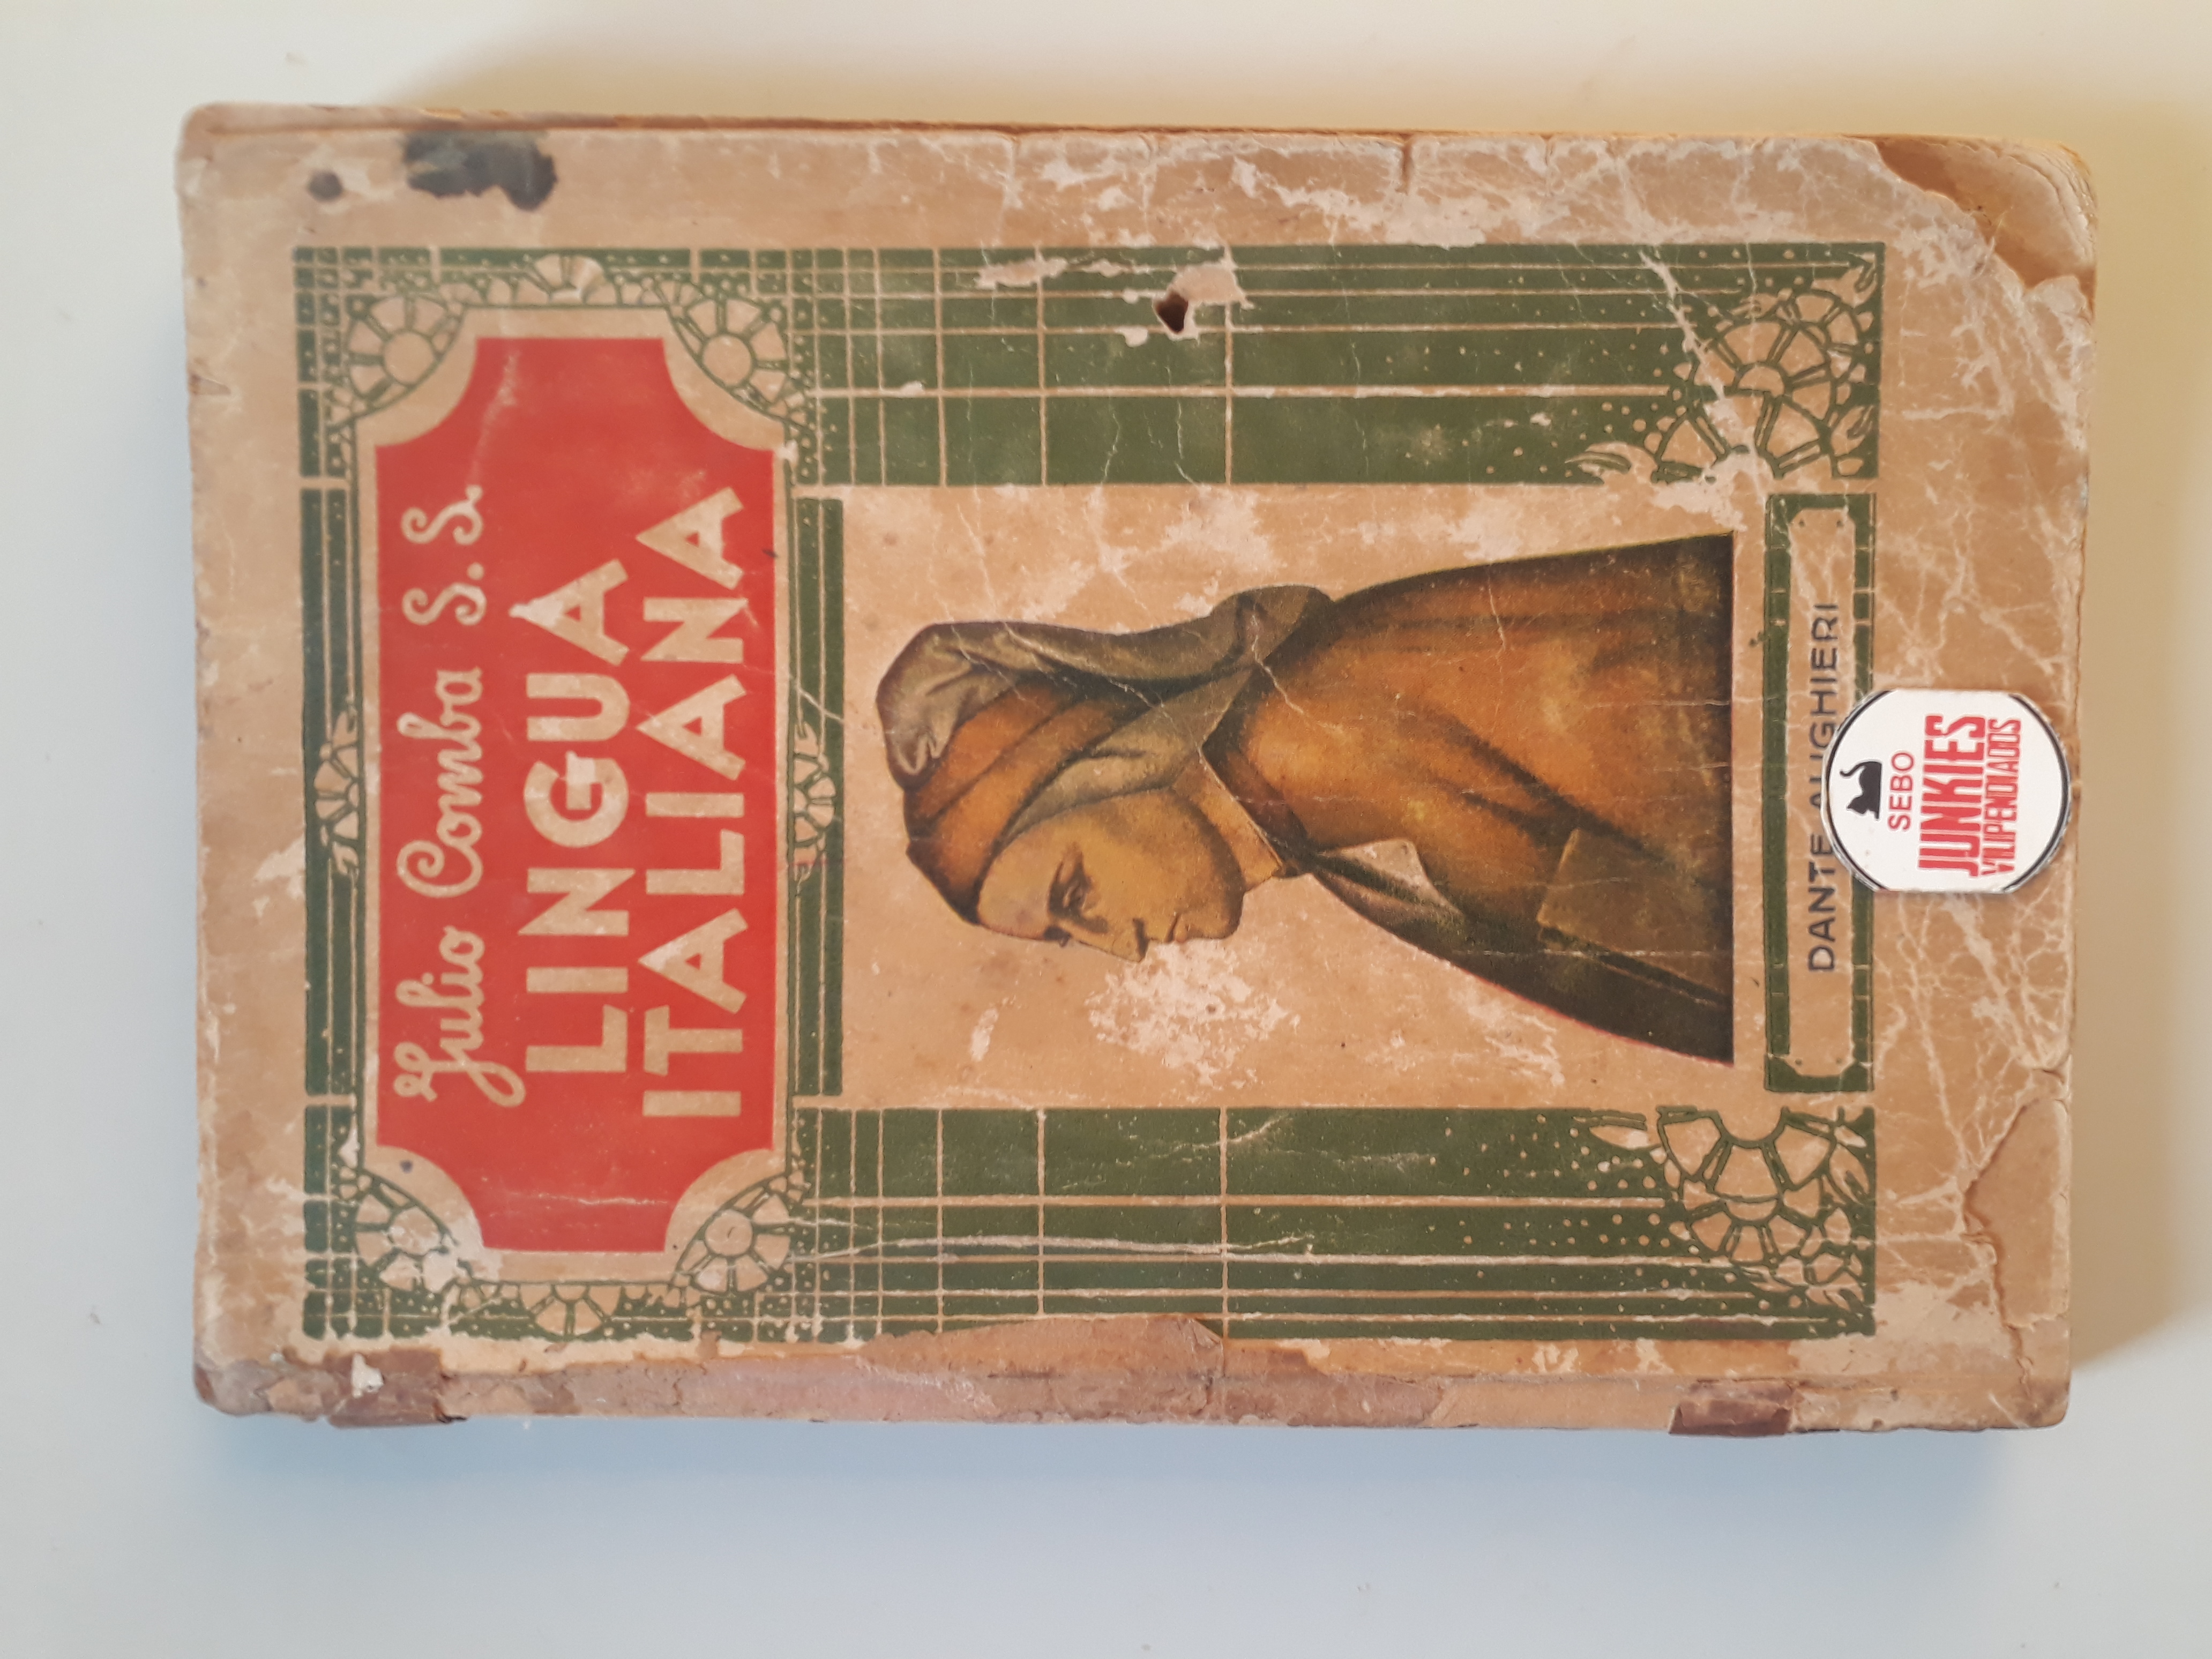 Julio Comba S. S.
LINGUA
ITALIANA
DANTE ALIGHIERI
SEBO
JUNKIES
VILIPENDIADOS